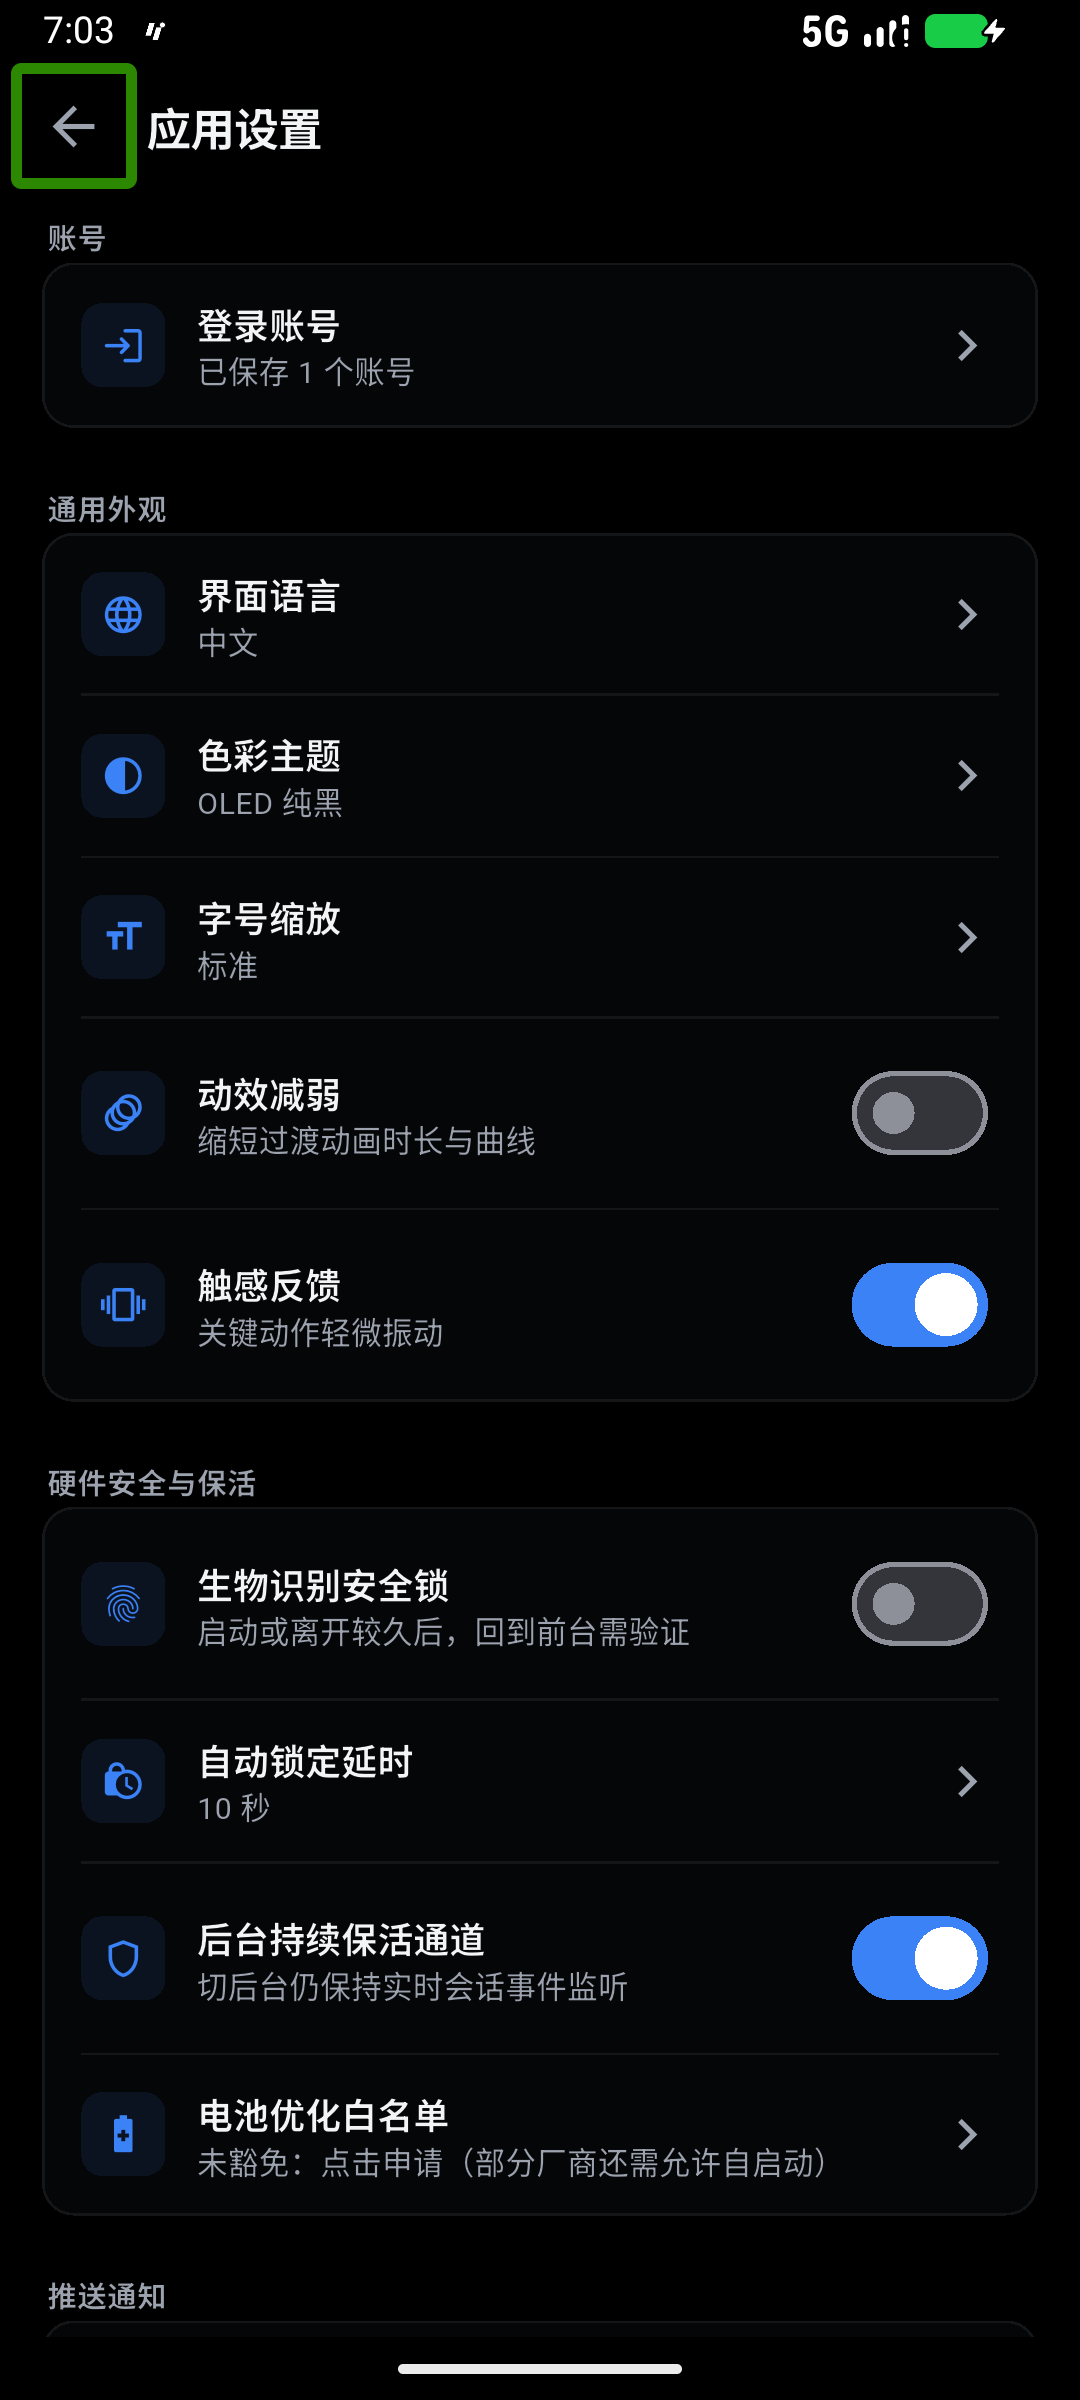 7:03
5G
应用设置
账号
登录账号
已保存 1 个账号
通用外观
界面语言
中文
色彩主题
OLED 纯黑
字号缩放
标准
动效减弱
缩短过渡动画时长与曲线
触感反馈
关键动作轻微振动
硬件安全与保活
生物识别安全锁
启动或离开较久后，回到前台需验证
自动锁定延时
10 秒
后台持续保活通道
切后台仍保持实时会话事件监听
电池优化白名单
未豁免：点击申请（部分厂商还需允许自启动）
推送通知